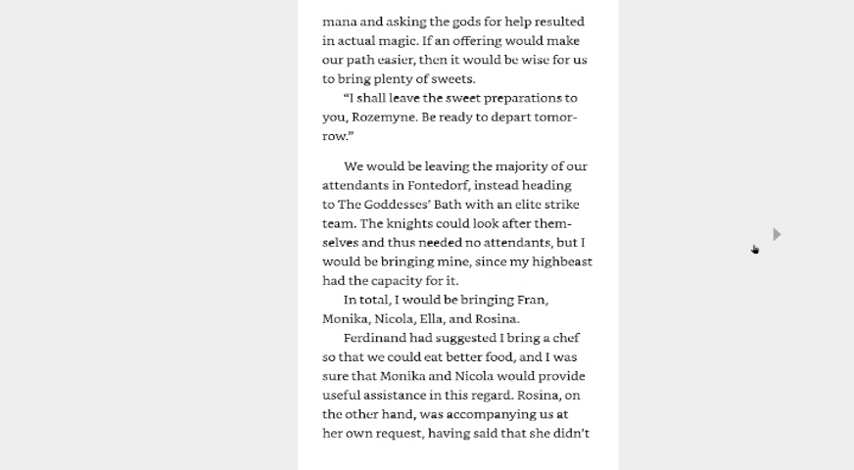 mana and asking the gods for help resulted
in actual magic. If an offering would make
our path easier, then it would be wise for us
to bring plenty of sweets.
“I shall leave the sweet preparations to
you, Rozemyne. Be ready to depart tomor-
row.”
We would be leaving the majority of our
attendants in Fontedorf, instead heading
to The Goddesses’ Bath with an elite strike
team. The knights could look after them-
selves and thus needed no attendants, but I
would be bringing mine, since my highbeast
had the capacity for it.
In total, I would be bringing Fran,
Monika, Nicola, Ella, and Rosina.
Ferdinand had suggested I bring a chef
so that we could eat better food, and I was
sure that Monika and Nicola would provide
useful assistance in this regard. Rosina, on
the other hand, was accompanying us at
her own request, having said that she didn’t